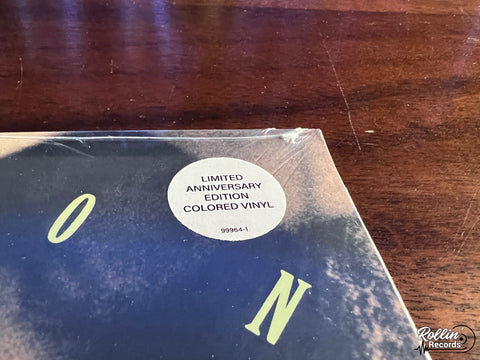 LIMITED
ANNIVERSARY
EDITION
COLORED VINYL
99964-1
O
N
Rollin
Records